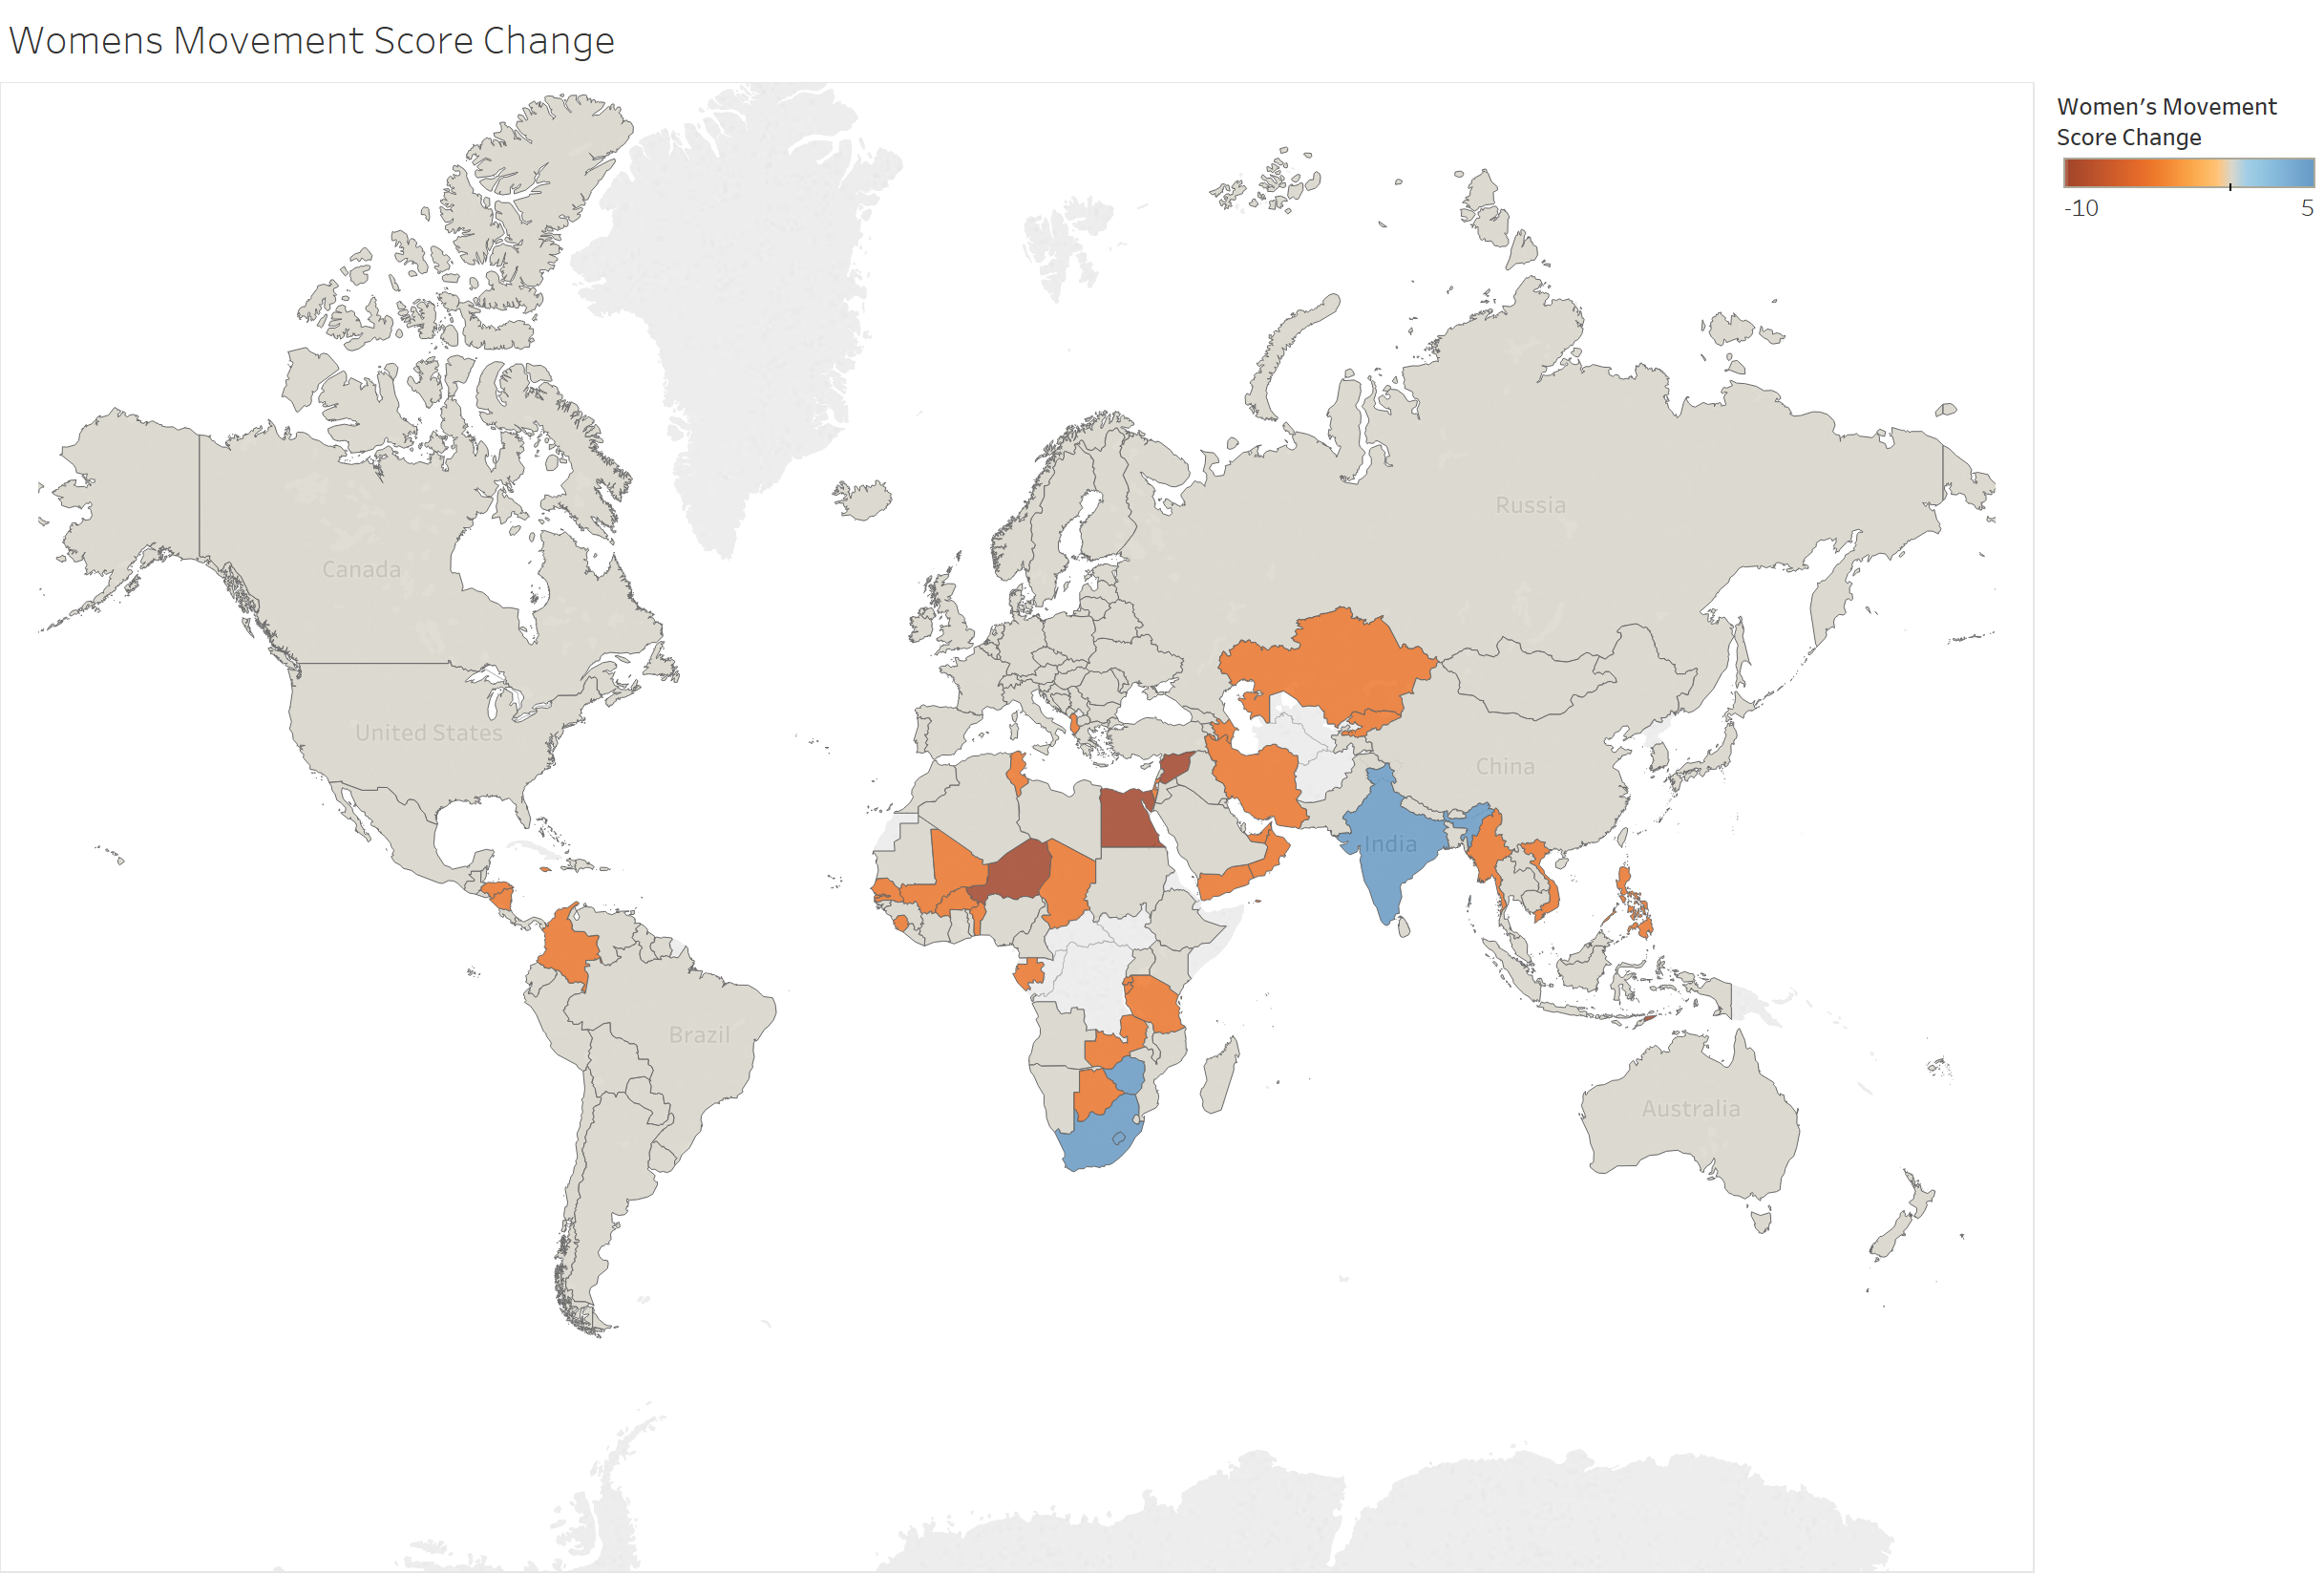 Womens Movement Score Change
Women's Movement
Score Change
-10 5
Russia
Canada
United States
China
India
Brazil
Australia